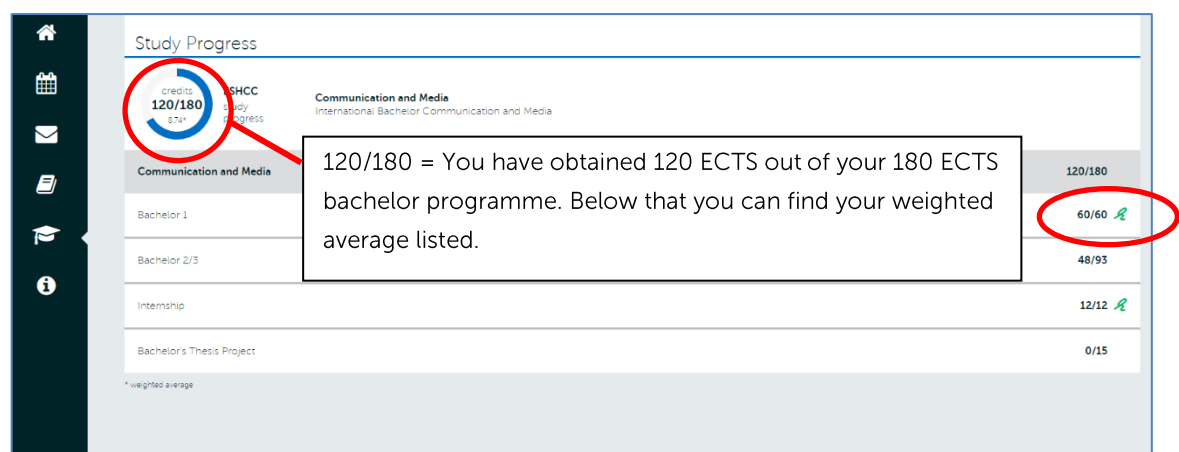 Study Progress
credits
120/180
8.74*
ESHCC
study
progress
Communication and Media
International Bachelor Communication and Media
120/180 = You have obtained 120 ECTS out of your 180 ECTS
bachelor programme. Below that you can find your weighted
average listed.
Communication and Media 120/180
Bachelor 1 60/60
Bachelor 2/3 48/93
Internship 12/12
Bachelor's Thesis Project 0/15
* weighted average